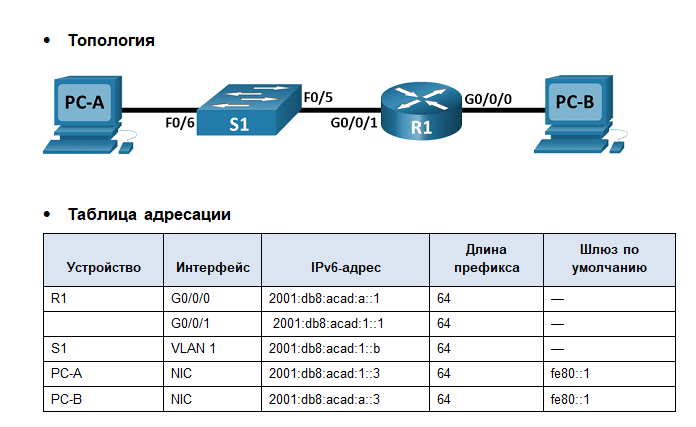 • Топология
PC-A
F0/6
S1
F0/5
G0/0/1
R1
G0/0/0
PC-B
• Таблица адресации
Устройство Интерфейс IPv6-адрес Длина префикса Шлюз по умолчанию
R1 G0/0/0 2001:db8:acad:a::1 64 —
G0/0/1 2001:db8:acad:1::1 64 —
S1 VLAN 1 2001:db8:acad:1::b 64 —
PC-A NIC 2001:db8:acad:1::3 64 fe80::1
PC-B NIC 2001:db8:acad:a::3 64 fe80::1